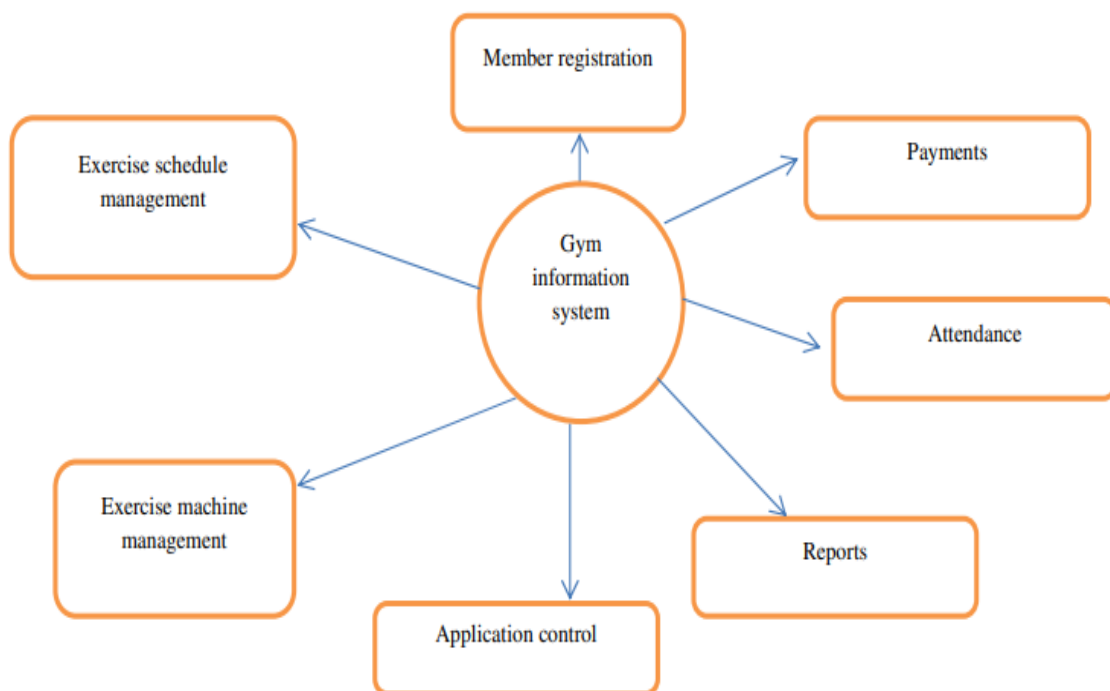 Member registration
Exercise schedule
management
Payments
Gym
information
system
Attendance
Exercise machine
management
Reports
Application control